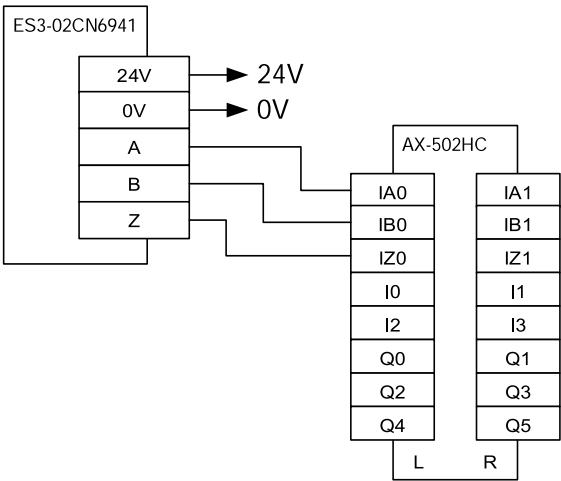 ES3-02CN6941
24V
24V
0V
0V
A
B
Z
AX-502HC
IA0
IA1
IB0
IB1
IZ0
IZ1
I0
I1
I2
I3
Q0
Q1
Q2
Q3
Q4
Q5
L
R